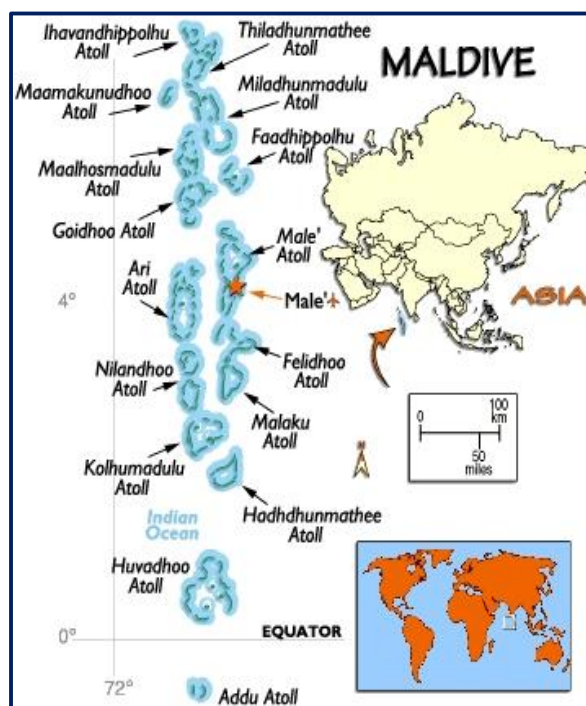 MALDIVE
Ihavandhippolhu
Atoll
Thiladhunmathee
Atoll
Maamakunudhoo
Atoll
Miladhunmadulu
Atoll
Maalhosmadulu
Atoll
Faadhippolhu
Atoll
Goidhoo Atoll
Male'
Atoll
Ari
Atoll
4°
Male'
ASIA
Nilandhoo
Atoll
Felidhoo
Atoll
Malaku
Atoll
0
100
km
50
miles
N
Kolhumadulu
Atoll
Hadhdhunmathee
Atoll
Indian
Ocean
Huvadhoo
Atoll
0°
EQUATOR
72°
Addu Atoll